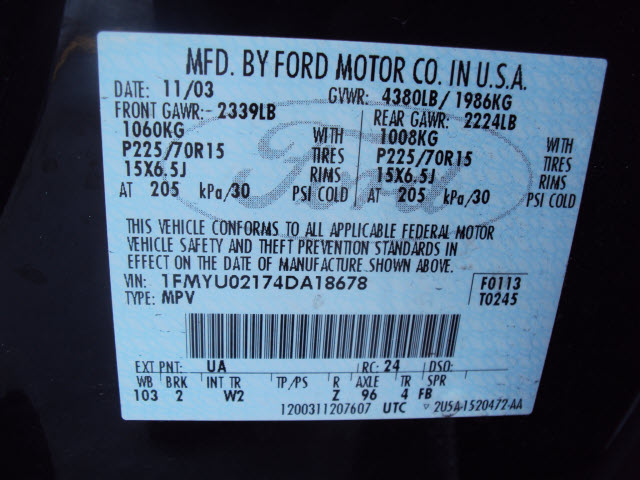 MFD. BY FORD MOTOR CO. IN U.S.A.
DATE: 11/03 GVWR: 4380LB/ 1986KG
FRONT GAWR: 2339LB REAR GAWR: 2224LB
1060KG WITH 1008KG WITH
P225/70R15 TIRES P225/70R15 TIRES
15X6.5J RIMS 15X6.5J RIMS
AT 205 kPa/30 PSI COLD AT 205 kPa/30 PSI COLD
Ford
THIS VEHICLE CONFORMS TO ALL APPLICABLE FEDERAL MOTOR
VEHICLE SAFETY AND THEFT PREVENTION STANDARDS IN
EFFECT ON THE DATE OF MANUFACTURE SHOWN ABOVE.
VIN: 1FMYU02174DA18678 F0113
TYPE: MPV T0245
EXT PNT: UA RC: 24 DSO:
WB BRK INT TR TP/PS R AXLE TR SPR
103 2 W2 Z 96 4 FB
1200311207607 UTC ▽ 2U5A-1520472-AA